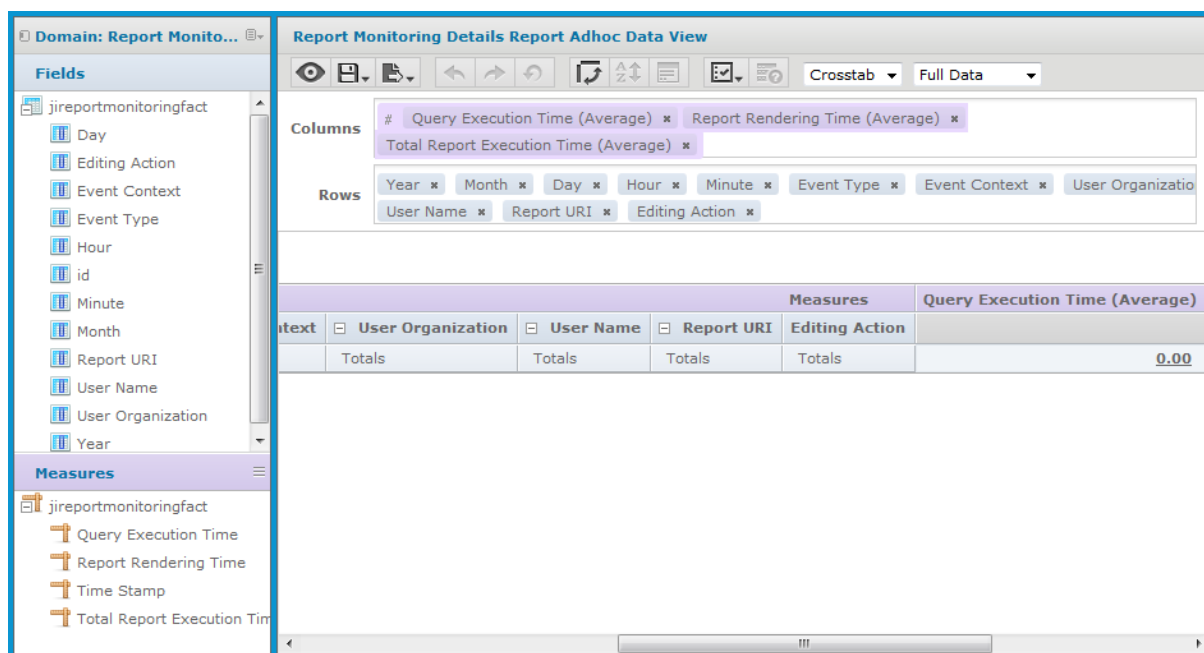 Domain: Report Monito...
Fields
jireportmonitoringfact
Day
Editing Action
Event Context
Event Type
Hour
id
Minute
Month
Report URI
User Name
User Organization
Year
Measures
jireportmonitoringfact
Query Execution Time
Report Rendering Time
Time Stamp
Total Report Execution Tim
Report Monitoring Details Report Adhoc Data View
Crosstab Full Data
Columns
# Query Execution Time (Average) × Report Rendering Time (Average) ×
Total Report Execution Time (Average) ×
Rows
Year × Month × Day × Hour × Minute × Event Type × Event Context × User Organizatio
User Name × Report URI × Editing Action ×
Measures Query Execution Time (Average)
ntext User Organization User Name Report URI Editing Action
Totals Totals Totals Totals 0.00